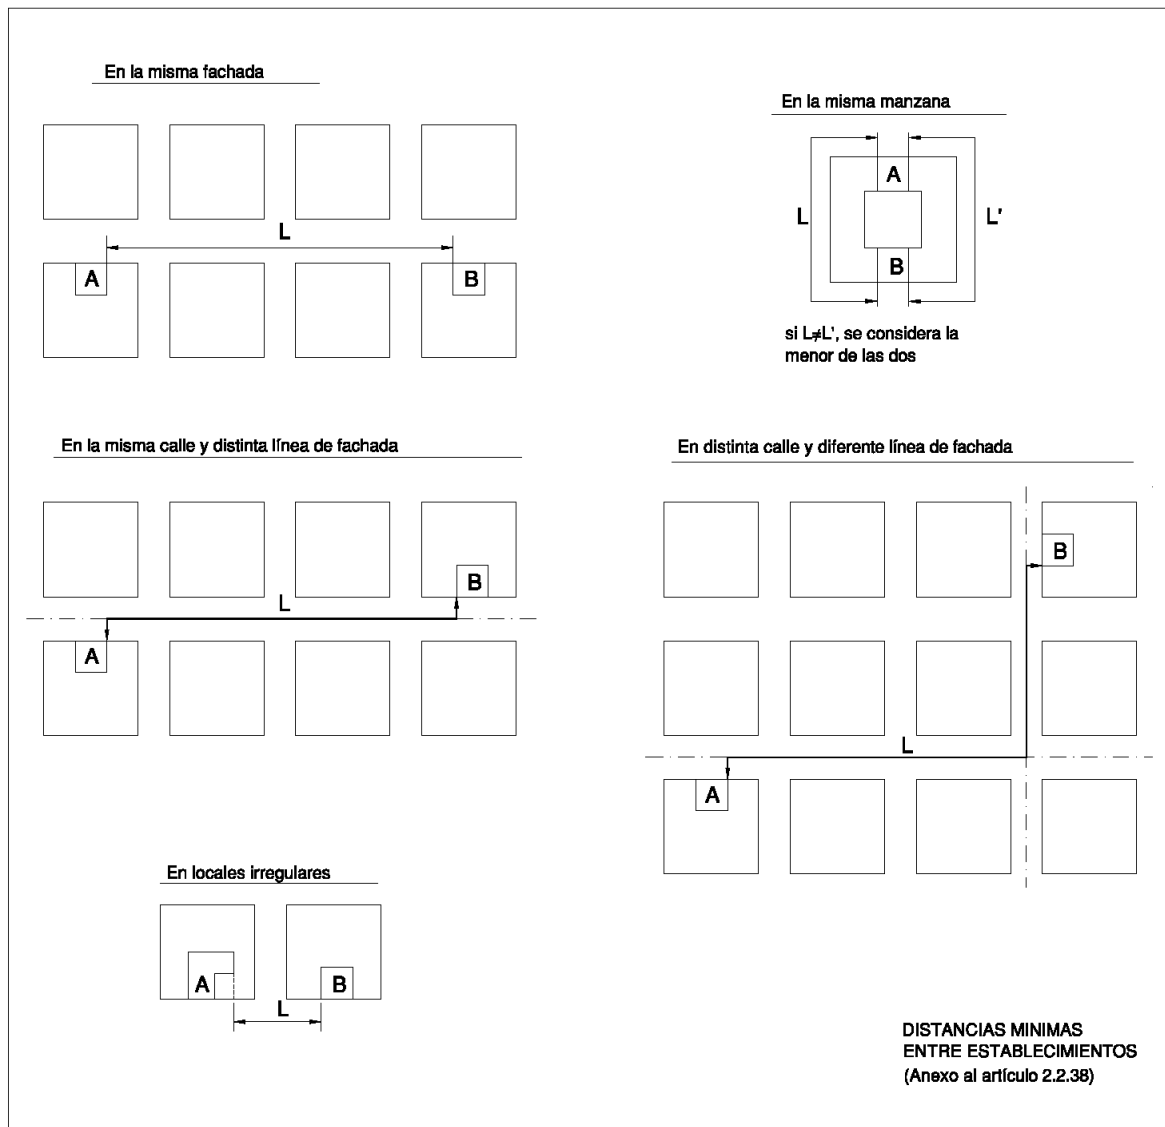 En la misma fachada
L
A
B
En la misma manzana
A
L
L'
B
si L≠L', se considera la
menor de las dos
En la misma calle y distinta línea de fachada
B
L
A
En distinta calle y diferente línea de fachada
B
L
A
En locales irregulares
A
B
L
DISTANCIAS MINIMAS
ENTRE ESTABLECIMIENTOS
(Anexo al artículo 2.2.38)